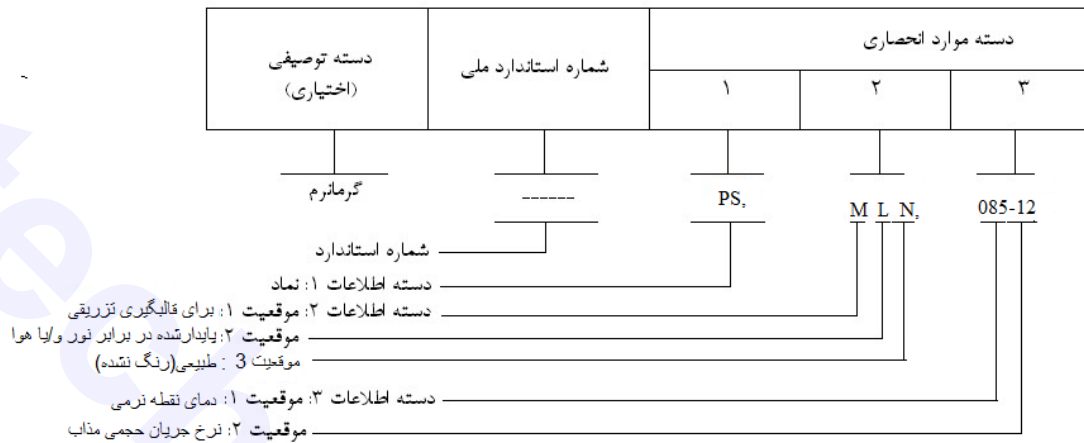 دسته توصیفی
(اختیاری)
شماره استاندارد ملی
دسته موارد انحصاری
۱
۲
۳
گرمانرم
------
PS,
M L N,
085-12
شماره استاندارد
دسته اطلاعات ۱: نماد
دسته اطلاعات ۲: موقعیت ۱: برای قالبگیری تزریقی
موقعیت ۲: پایدارشده در برابر نور و/یا هوا
موقعیت 3 : طبیعی(رنگ نشده)
دسته اطلاعات ۳: موقعیت ۱: دمای نقطه نرمی
موقعیت ۲: نرخ جریان حجمی مذاب